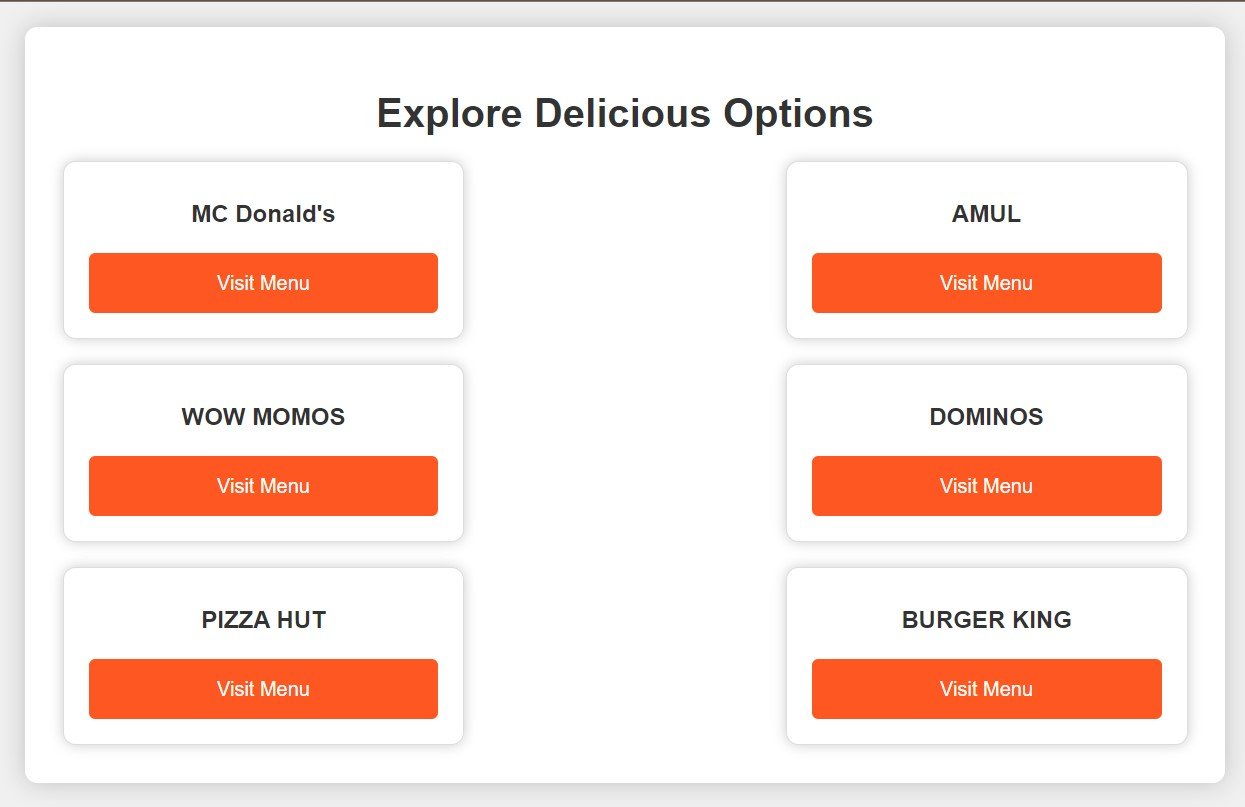 Explore Delicious Options
MC Donald's
AMUL
Visit Menu
Visit Menu
WOW MOMOS
DOMINOS
Visit Menu
Visit Menu
PIZZA HUT
BURGER KING
Visit Menu
Visit Menu